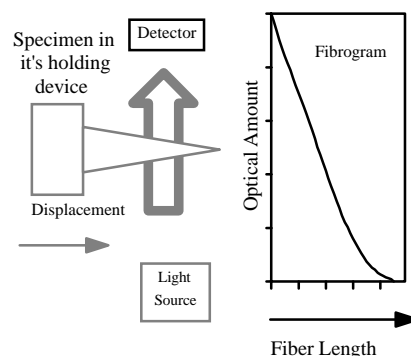 Specimen in
it's holding
device
Detector
Displacement
Light
Source
Fibrogram
Optical Amount
Fiber Length